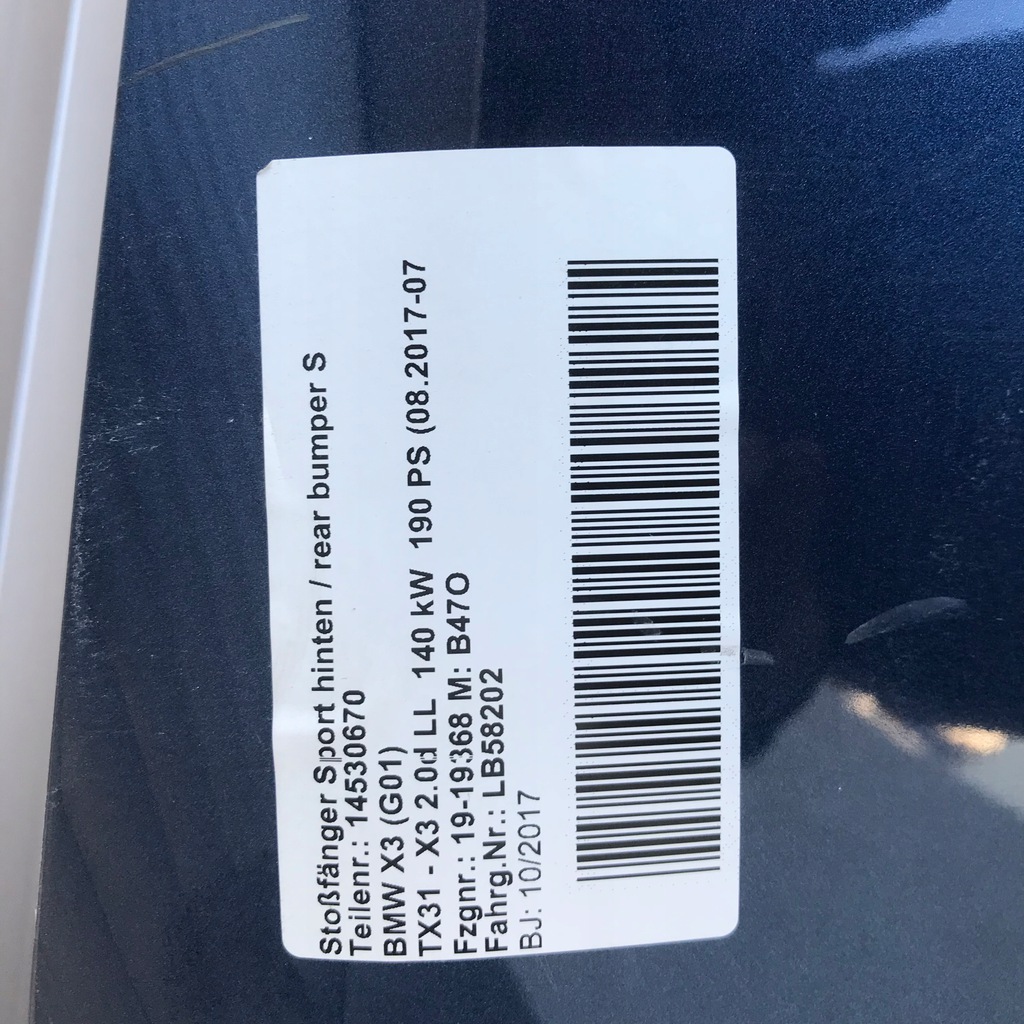 Stoßfänger Sport hinten / rear bumper S
Teilenr.: 14530670
BMW X3 (G01)
TX31 - X3 2.0d LL 140 kW 190 PS (08.2017-07
Fzgnr.: 19-19368 M: B47O
Fahrg.Nr.: LB58202
BJ: 10/2017